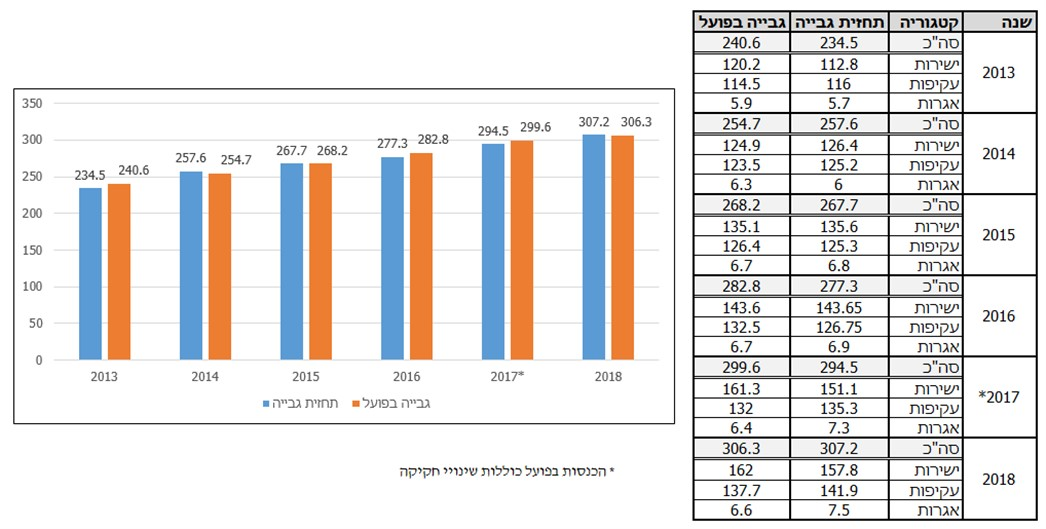 שנה קטגוריה תחזית גבייה גבייה בפועל
2013 סה"כ 234.5 240.6
ישירות 112.8 120.2
עקיפות 116 114.5
אגרות 5.7 5.9
2014 סה"כ 257.6 254.7
ישירות 126.4 124.9
עקיפות 125.2 123.5
אגרות 6 6.3
2015 סה"כ 267.7 268.2
ישירות 135.6 135.1
עקיפות 125.3 126.4
אגרות 6.8 6.7
2016 סה"כ 277.3 282.8
ישירות 143.65 143.6
עקיפות 126.75 132.5
אגרות 6.9 6.7
2017* סה"כ 294.5 299.6
ישירות 151.1 161.3
עקיפות 135.3 132
אגרות 7.3 6.4
2018 סה"כ 307.2 306.3
ישירות 157.8 162
עקיפות 141.9 137.7
אגרות 7.5 6.6
350
300
250
200
150
100
50
0
234.5 240.6
257.6 254.7
267.7 268.2
277.3 282.8
294.5 299.6
307.2 306.3
2013 2014 2015 2016 2017* 2018
תחזית גבייה גבייה בפועל
* הכנסות בפועל כוללות שינויי חקיקה